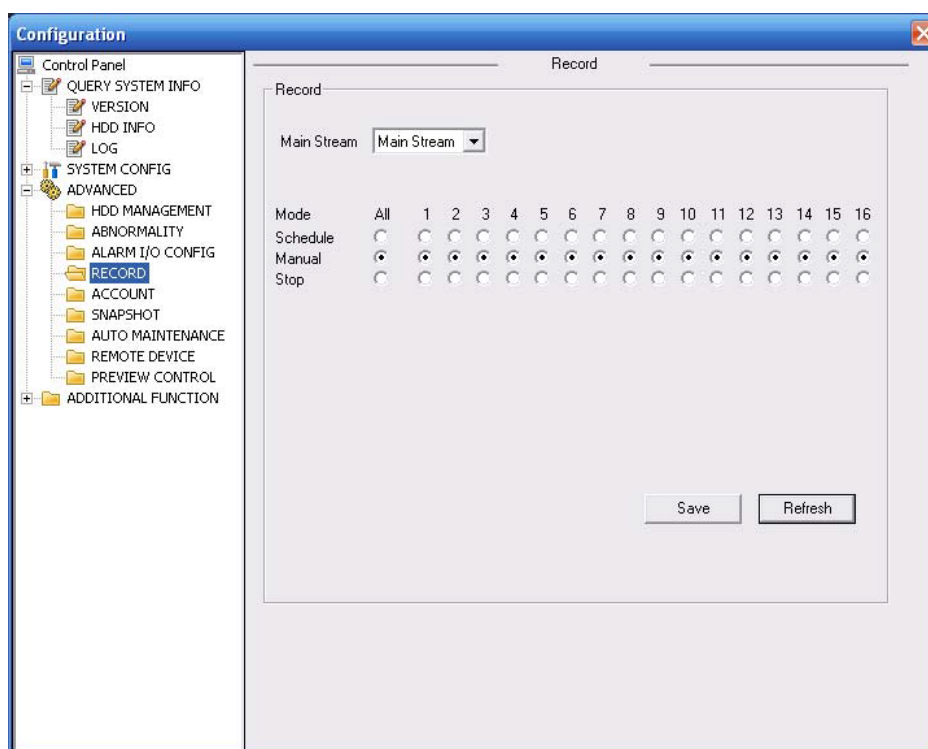 Configuration
Control Panel
QUERY SYSTEM INFO
VERSION
HDD INFO
LOG
SYSTEM CONFIG
ADVANCED
HDD MANAGEMENT
ABNORMALITY
ALARM I/O CONFIG
RECORD
ACCOUNT
SNAPSHOT
AUTO MAINTENANCE
REMOTE DEVICE
PREVIEW CONTROL
ADDITIONAL FUNCTION
Record
Record
Main Stream Main Stream
Mode All 1 2 3 4 5 6 7 8 9 10 11 12 13 14 15 16
Schedule
Manual
Stop
Save Refresh